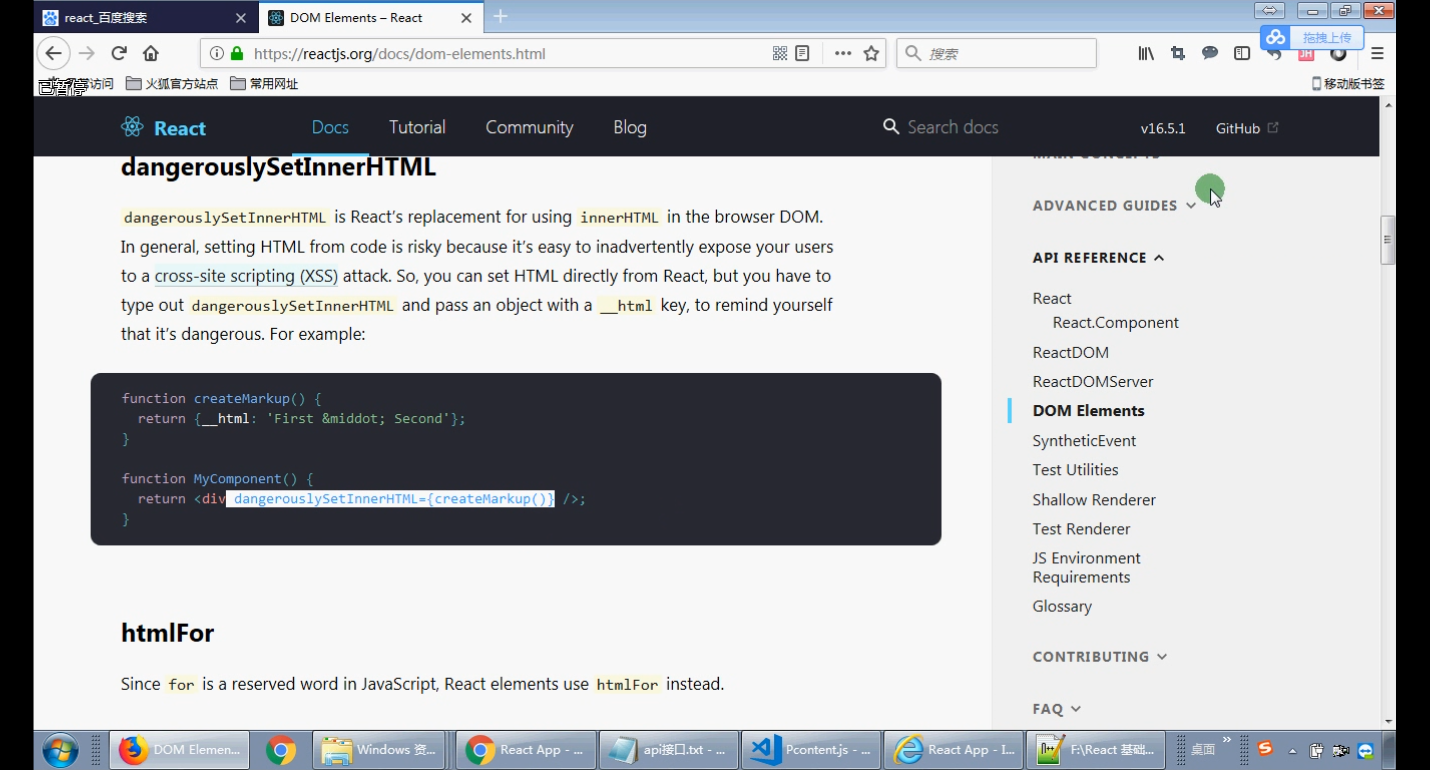 react_百度搜索
DOM Elements – React
https://reactjs.org/docs/dom-elements.html
搜索
拖拽上传
已暂停
访问
火狐官方站点
常用网址
移动版书签
React
Docs
Tutorial
Community
Blog
Search docs
v16.5.1
GitHub
dangerouslySetInnerHTML
dangerouslySetInnerHTML is React's replacement for using innerHTML in the browser DOM.
In general, setting HTML from code is risky because it's easy to inadvertently expose your users
to a cross-site scripting (XSS) attack. So, you can set HTML directly from React, but you have to
type out dangerouslySetInnerHTML and pass an object with a __html key, to remind yourself
that it's dangerous. For example:
function createMarkup() {
  return {__html: 'First &middot; Second'};
}
function MyComponent() {
  return <div dangerouslySetInnerHTML={createMarkup()} />;
}
htmlFor
Since for is a reserved word in JavaScript, React elements use htmlFor instead.
MAIN CONCEPTS
ADVANCED GUIDES
API REFERENCE
React
React.Component
ReactDOM
ReactDOMServer
DOM Elements
SyntheticEvent
Test Utilities
Shallow Renderer
Test Renderer
JS Environment
Requirements
Glossary
CONTRIBUTING
FAQ
DOM Elemen...
Windows 资...
React App - ...
api接口.txt - ...
Pcontent.js - ...
React App - I...
F:\React 基础...
桌面